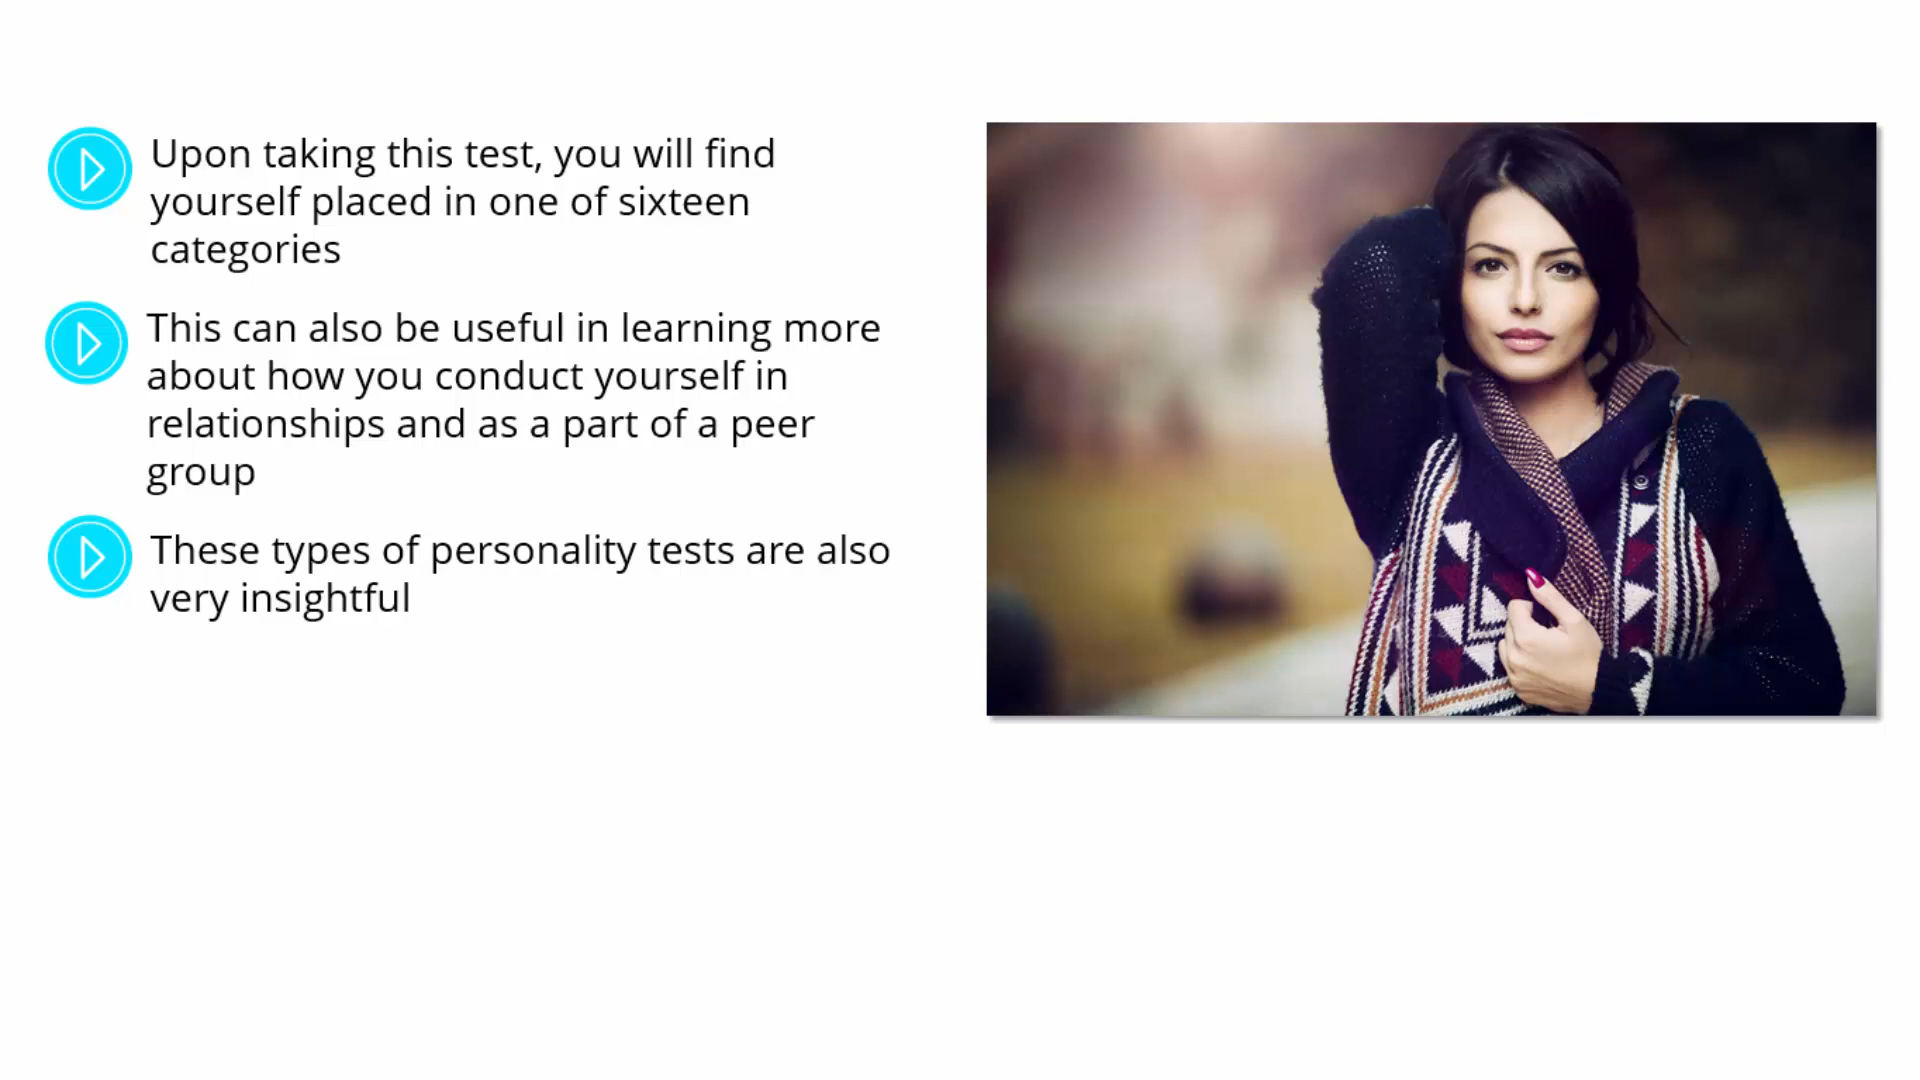 Upon taking this test, you will find
yourself placed in one of sixteen
categories
This can also be useful in learning more
about how you conduct yourself in
relationships and as a part of a peer
group
These types of personality tests are also
very insightful